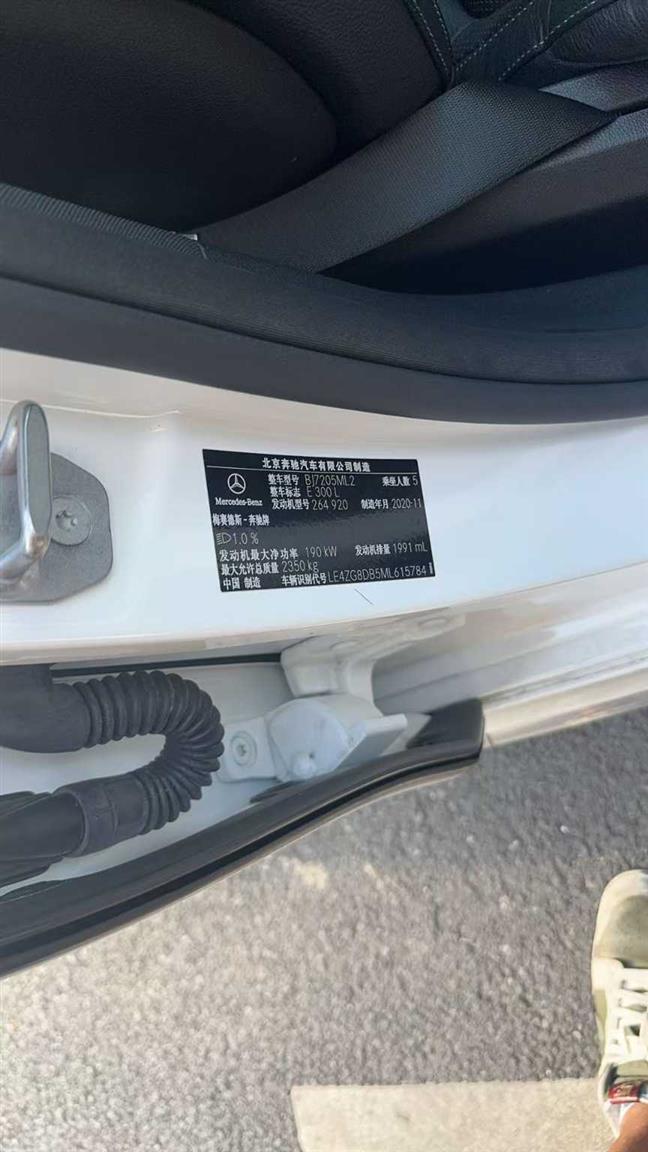 北京奔驰汽车有限公司制造
Mercedes-Benz
整车型号 BJ7205ML2 乘坐人数 5
整车标志 E 300 L
发动机型号 264 920 制造年月 2020-11
梅赛德斯-奔驰牌
1.0 %
发动机最大净功率 190 kW 发动机排量 1991 mL
最大允许总质量 2350 kg
中国 制造 车辆识别代号 LE4ZG8DB5ML615784